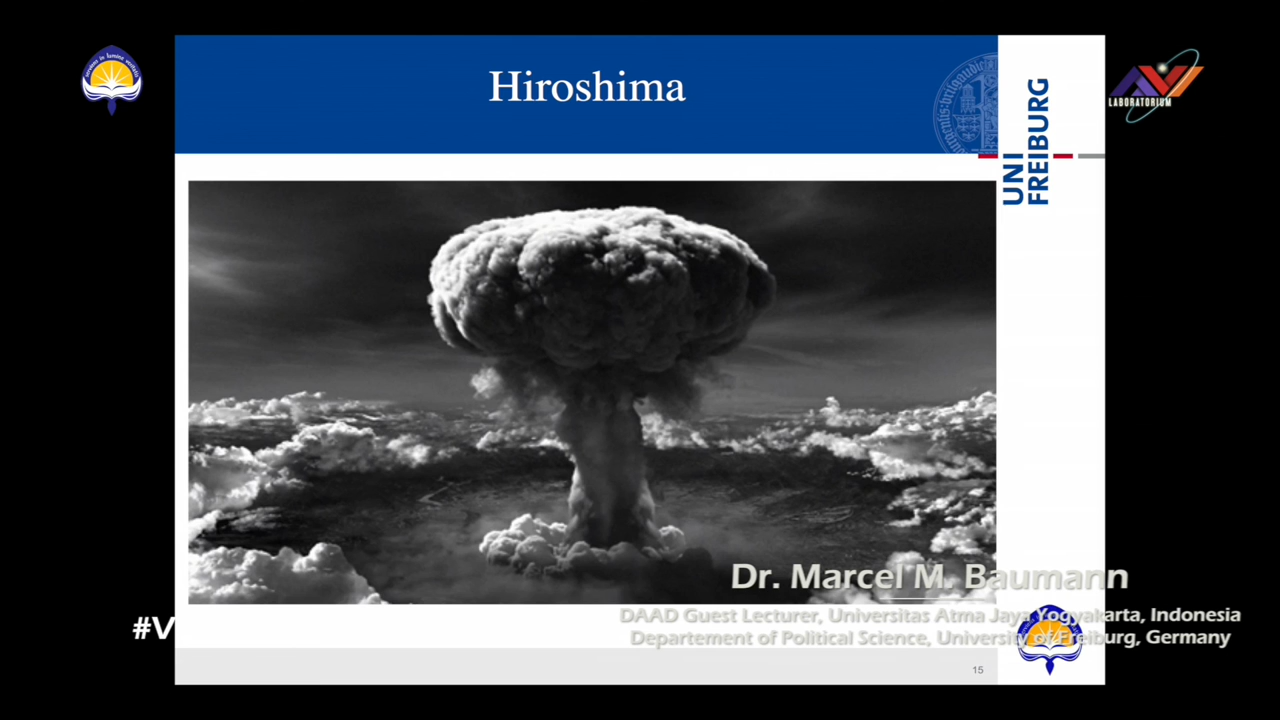 Hiroshima
UNI
FREIBURG
LABORATORIUM
Dr. Marcel M. Baumann
DAAD Guest Lecturer, Universitas Atma Jaya Yogyakarta, Indonesia
Departement of Political Science, University of Freiburg, Germany
#V
15